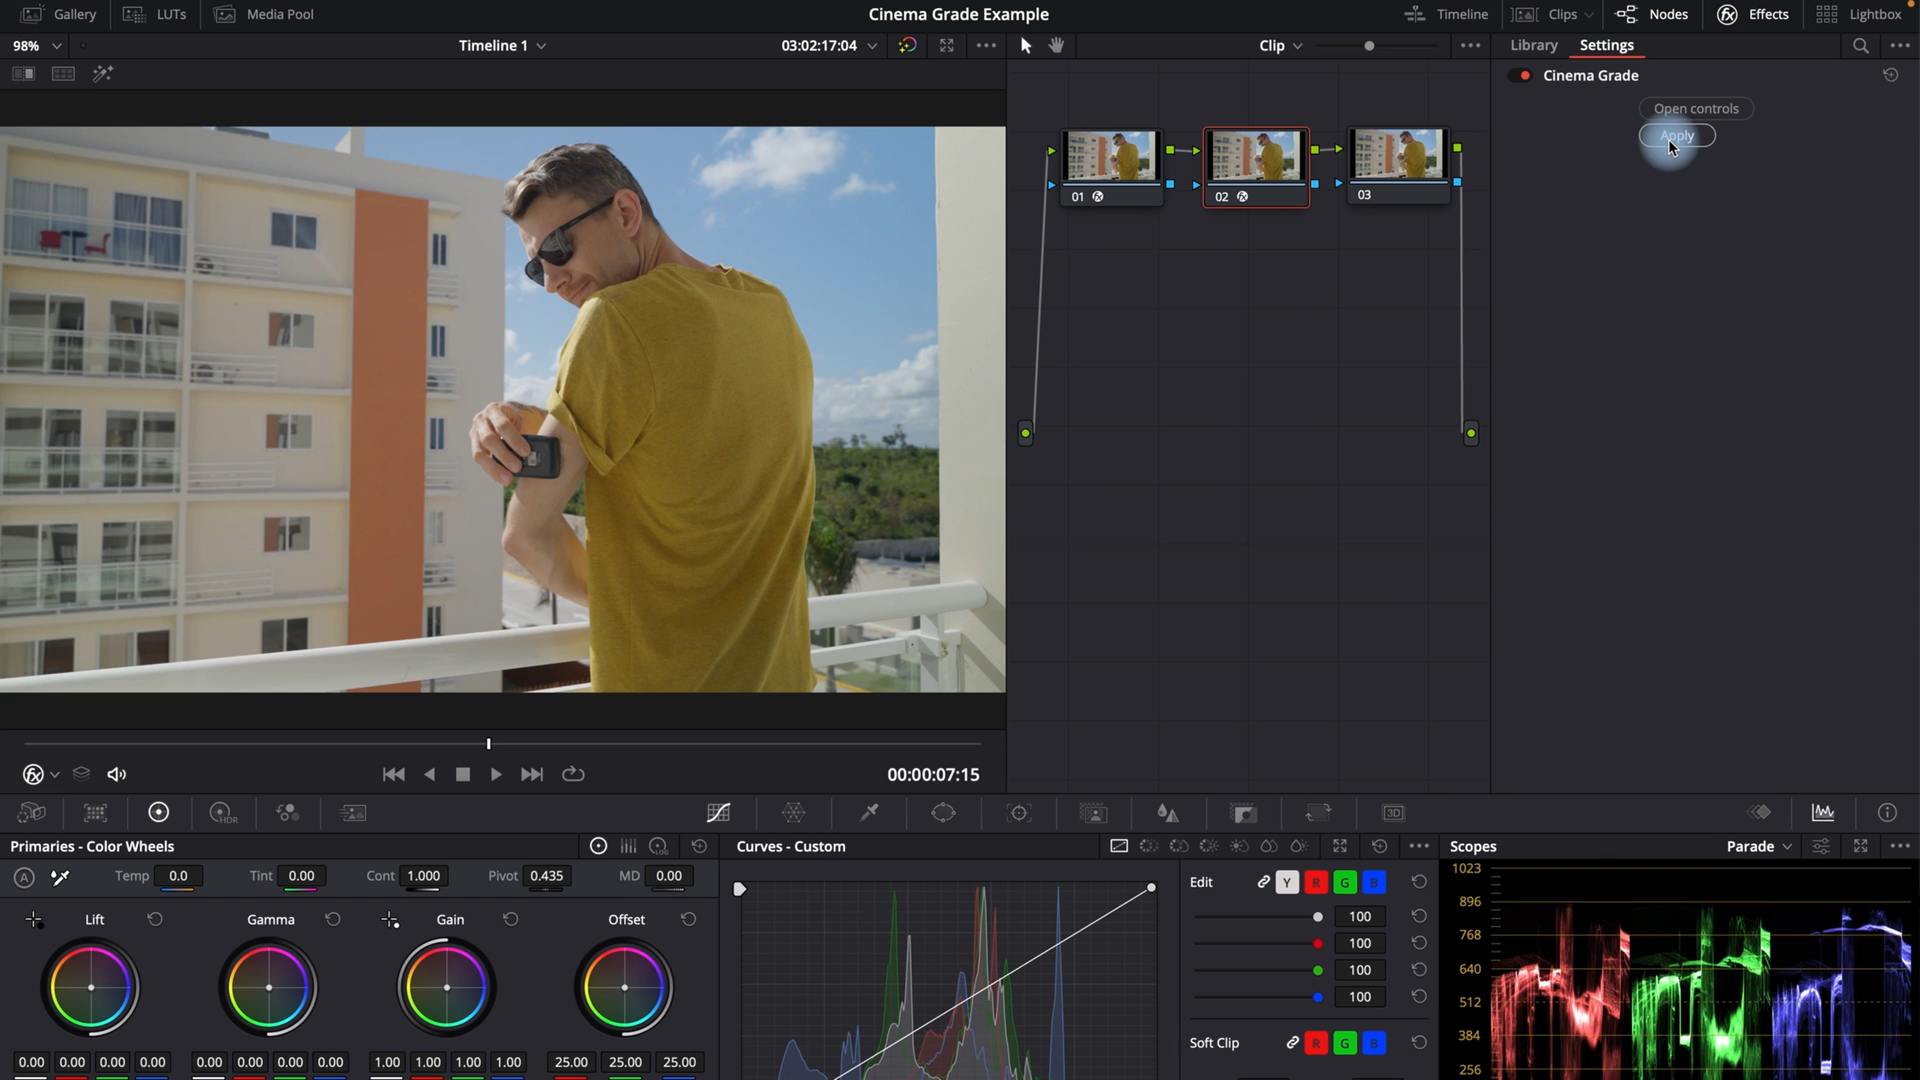 Gallery LUTs Media Pool Cinema Grade Example Timeline Clips Nodes Effects Lightbox
98% Timeline 1 03:02:17:04 Clip Library Settings
Cinema Grade
Open controls
Apply
01 02 03
00:00:07:15
HDR 3D
Primaries - Color Wheels LOG Curves - Custom Scopes Parade
A Temp 0.0 Tint 0.00 Cont 1.000 Pivot 0.435 MD 0.00
Lift Gamma Gain Offset
0.00 0.00 0.00 0.00 0.00 0.00 0.00 0.00 1.00 1.00 1.00 1.00 25.00 25.00 25.00
Edit Y R G B
100
100
100
100
Soft Clip R G B
1023
896
768
640
512
384
256